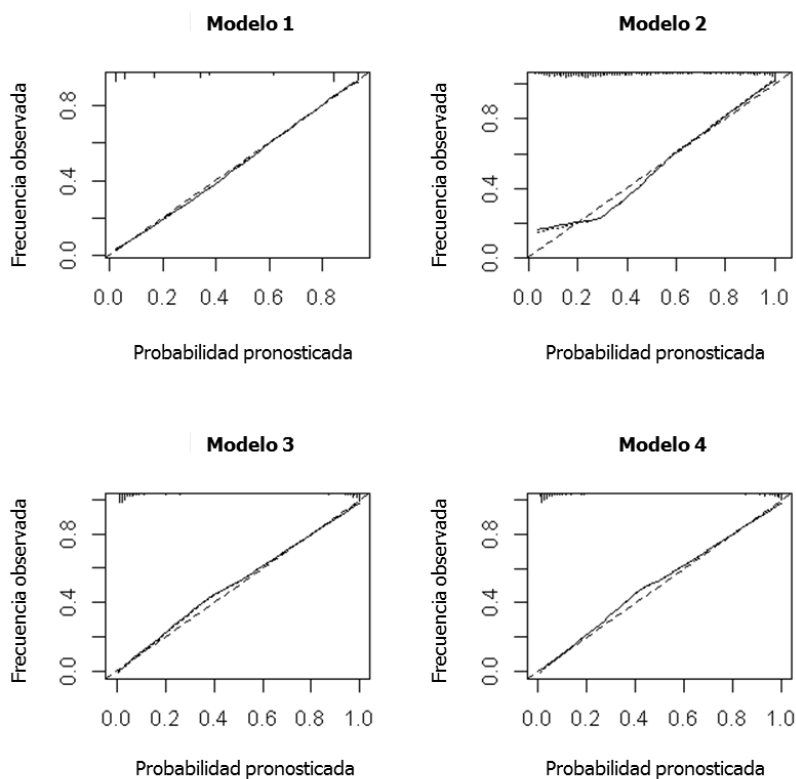 Modelo 1
Frecuencia observada
0.0 0.4 0.8
0.0 0.2 0.4 0.6 0.8
Probabilidad pronosticada
Modelo 2
Frecuencia observada
0.0 0.4 0.8
0.0 0.2 0.4 0.6 0.8 1.0
Probabilidad pronosticada
Modelo 3
Frecuencia observada
0.0 0.4 0.8
0.0 0.2 0.4 0.6 0.8 1.0
Probabilidad pronosticada
Modelo 4
Frecuencia observada
0.0 0.4 0.8
0.0 0.2 0.4 0.6 0.8 1.0
Probabilidad pronosticada